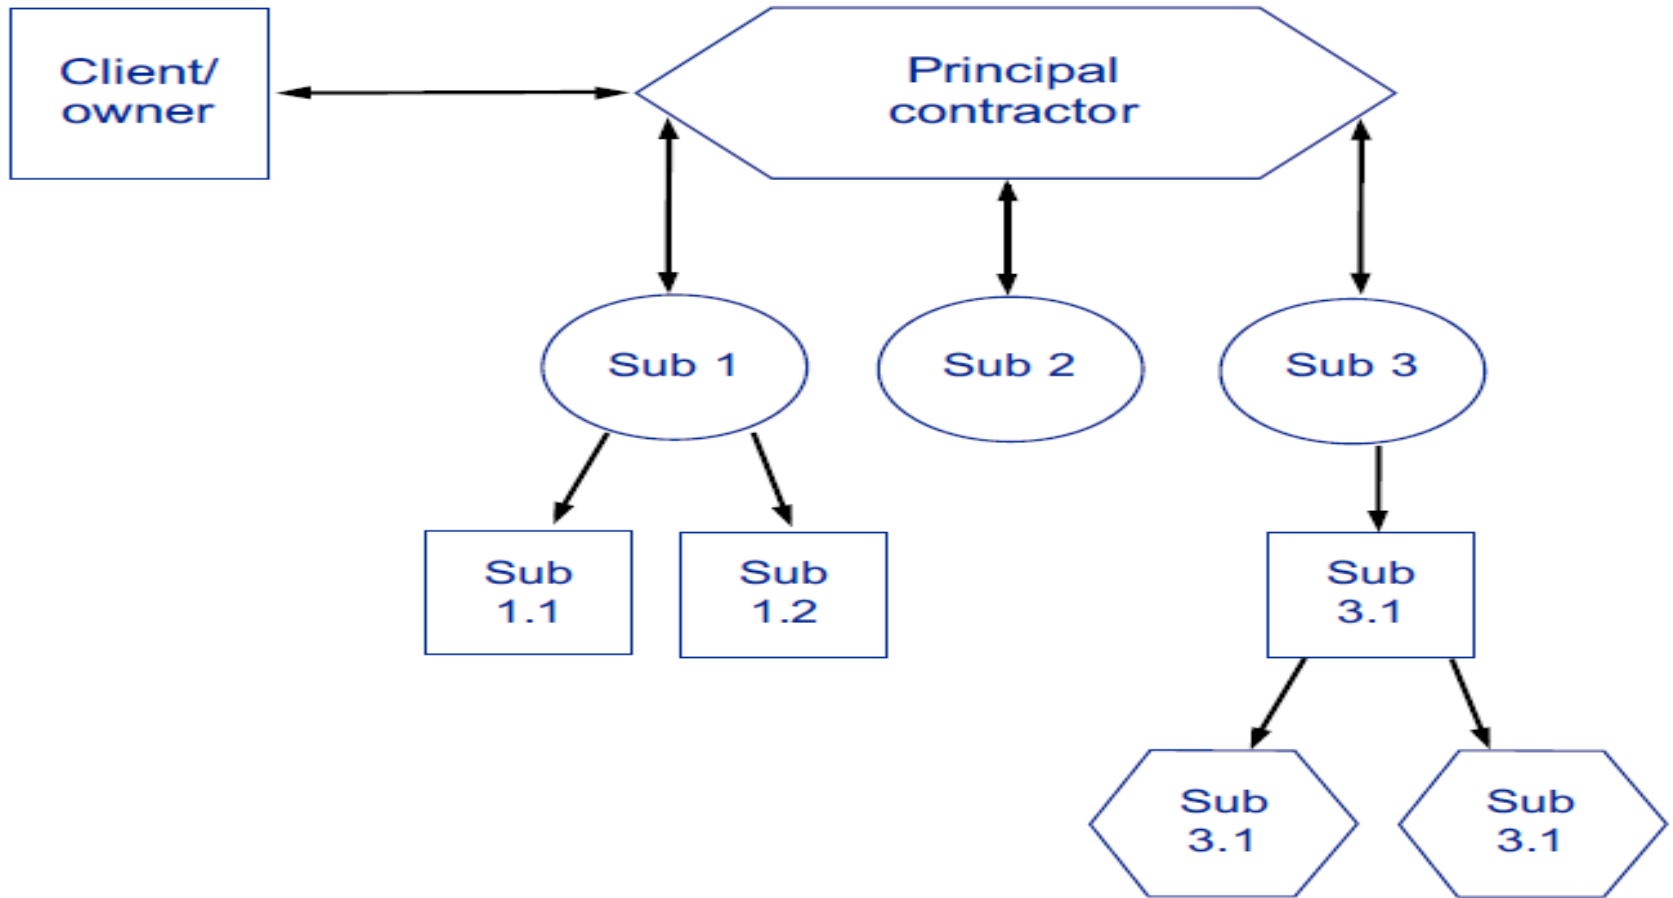 Client/
owner
Principal
contractor
Sub 1
Sub 2
Sub 3
Sub
1.1
Sub
1.2
Sub
3.1
Sub
3.1
Sub
3.1